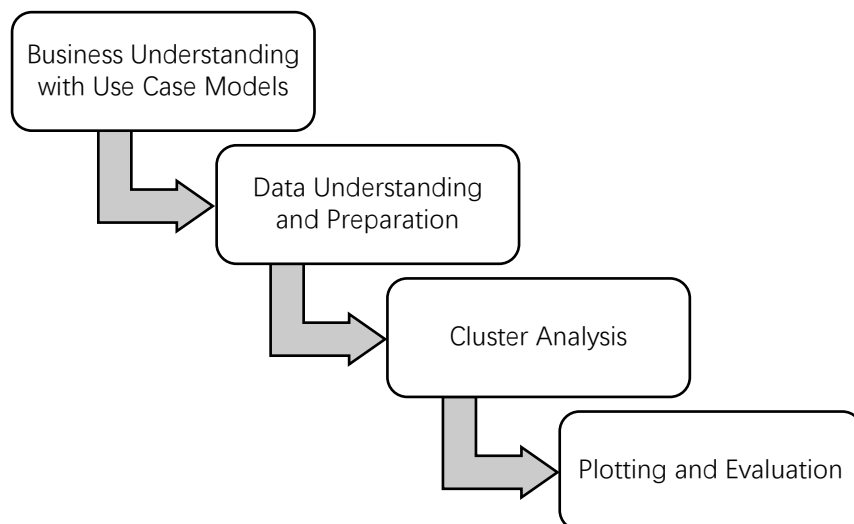 Business Understanding
with Use Case Models
Data Understanding
and Preparation
Cluster Analysis
Plotting and Evaluation